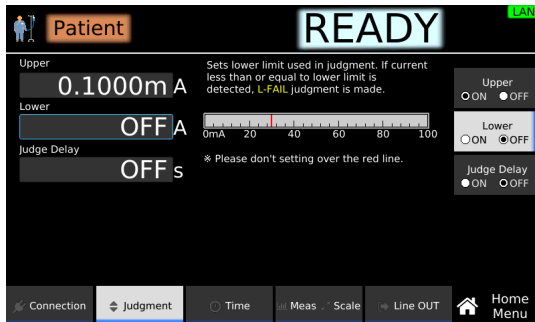 LAN
Patient
READY
Upper
0.1000m A
Lower
OFF A
Judge Delay
OFF s
Sets lower limit used in judgment. If current
less than or equal to lower limit is
detected, L-FAIL judgment is made.
0mA 20 40 60 80 100
※ Please don't setting over the red line.
Upper
ON OFF
Lower
ON OFF
Judge Delay
ON OFF
Connection
Judgment
Time
Meas Scale
Line OUT
Home
Menu